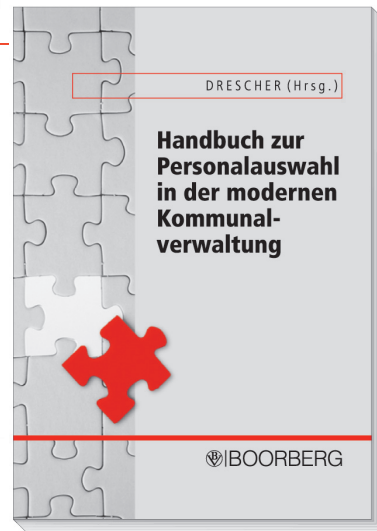 DRESCHER (Hrsg.)
Handbuch zur
Personalauswahl
in der modernen
Kommunal-
verwaltung
|BOORBERG